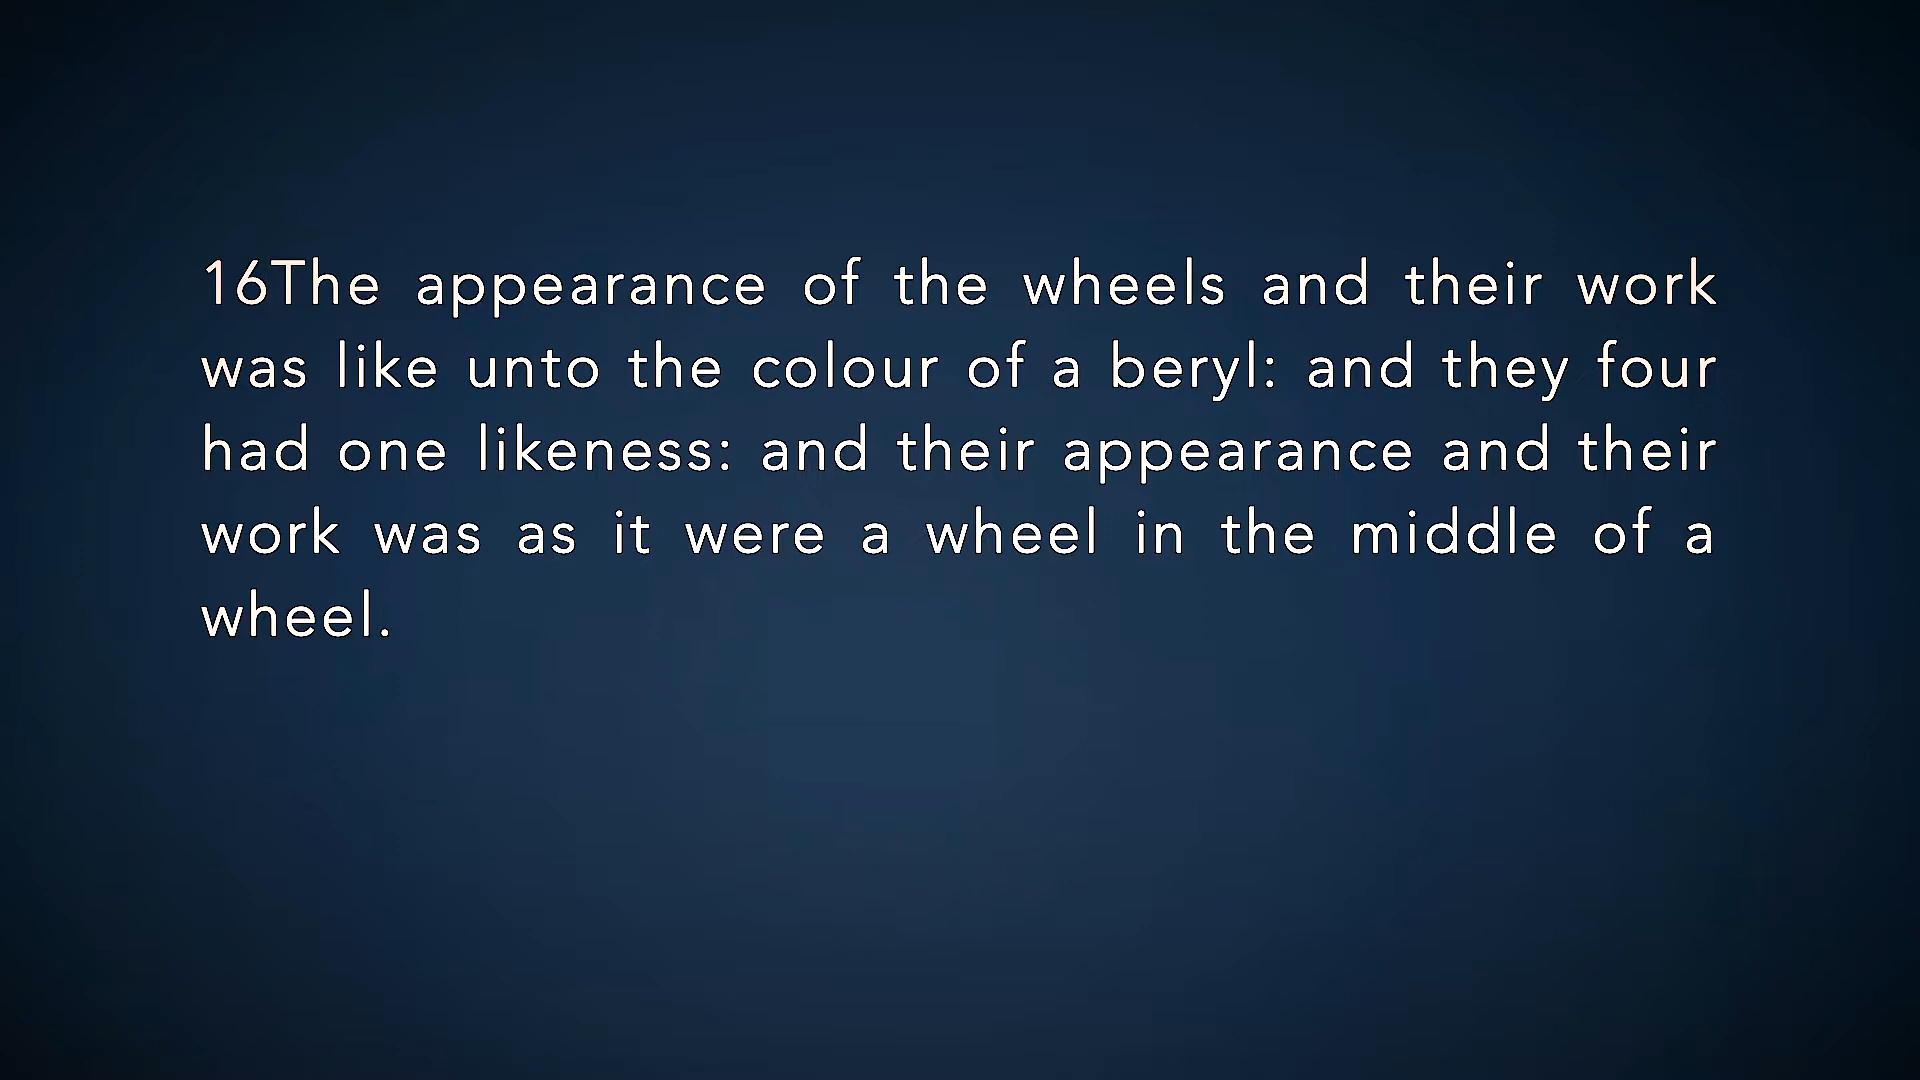 16The appearance of the wheels and their work
was like unto the colour of a beryl: and they four
had one likeness: and their appearance and their
work was as it were a wheel in the middle of a
wheel.